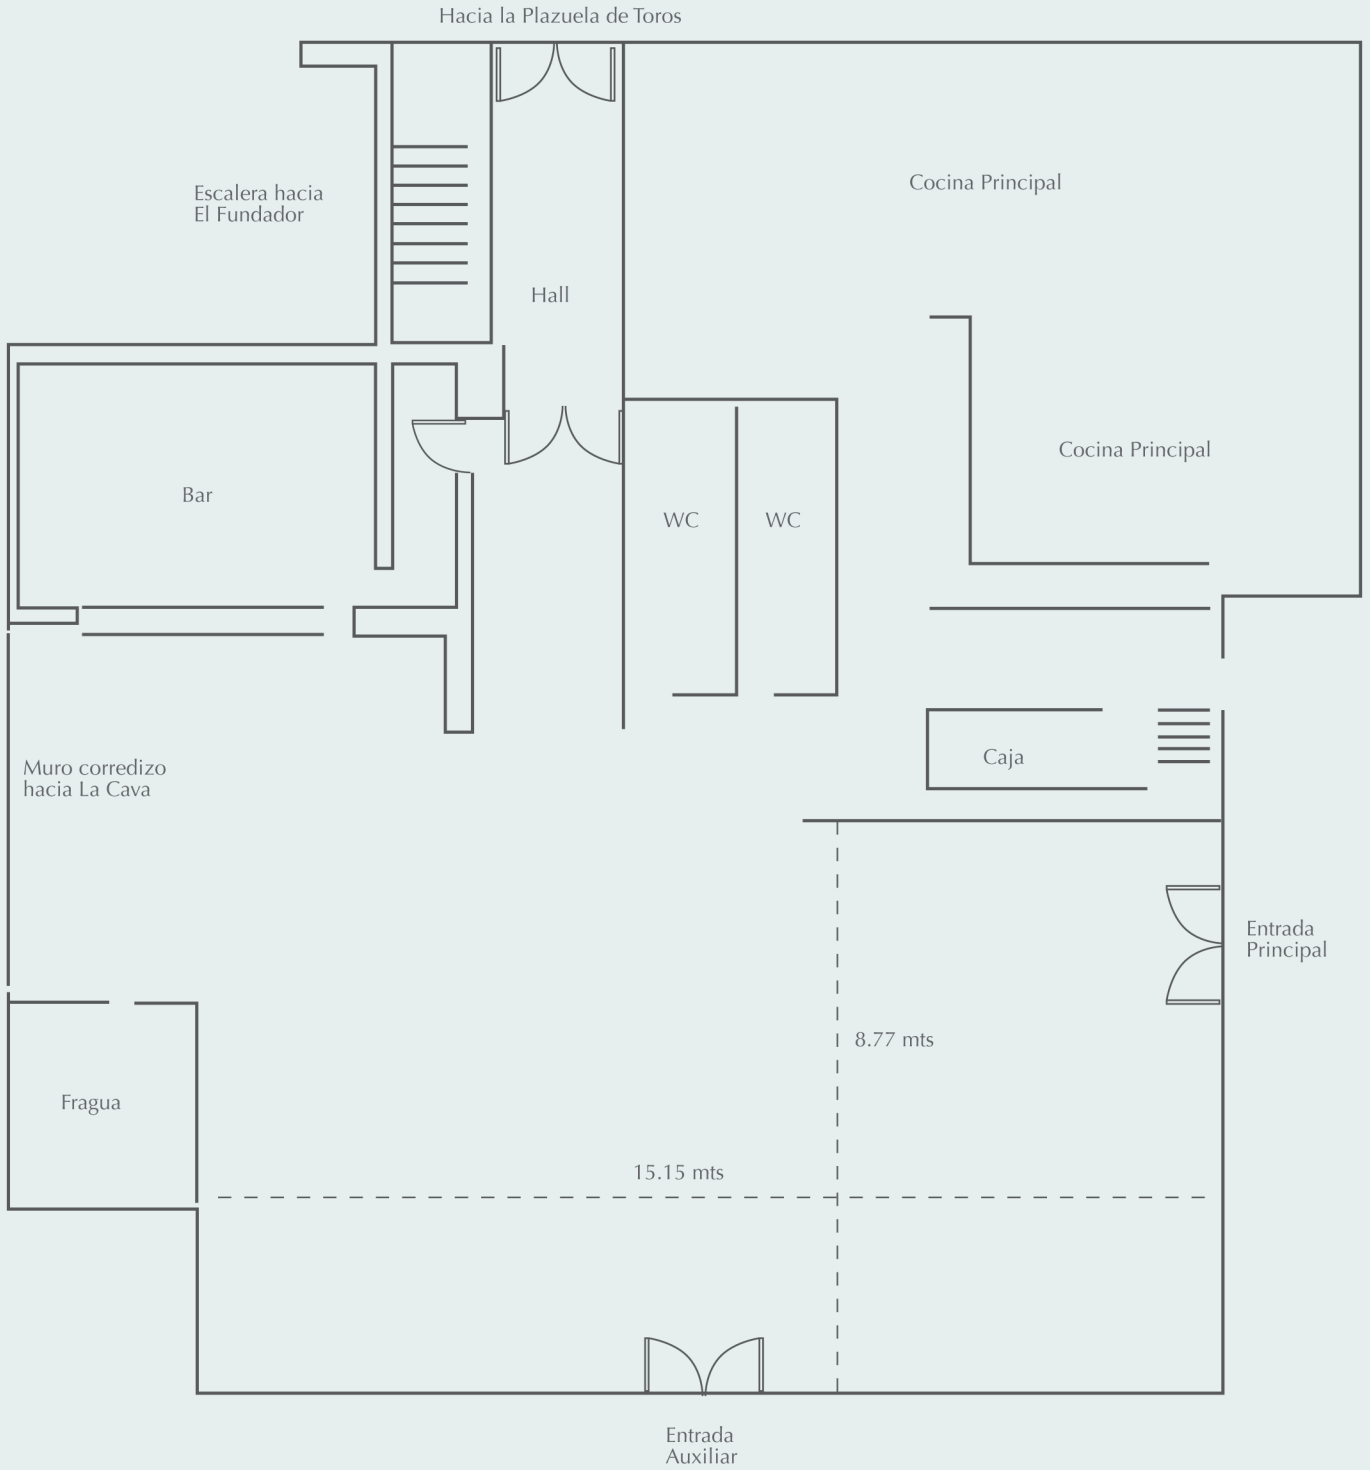 Hacia la Plazuela de Toros
Cocina Principal
Escalera hacia
El Fundador
Hall
Cocina Principal
Bar
WC
WC
Caja
Muro corredizo
hacia La Cava
Entrada
Principal
8.77 mts
Fragua
15.15 mts
Entrada
Auxiliar